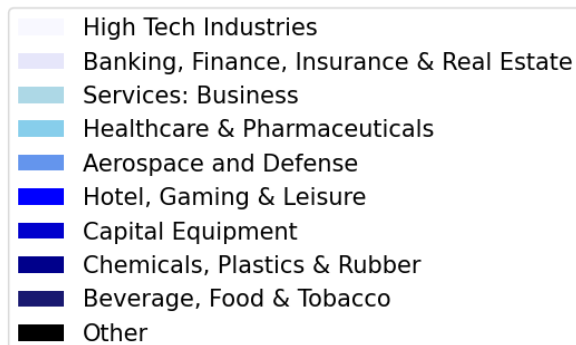 High Tech Industries
Banking, Finance, Insurance & Real Estate
Services: Business
Healthcare & Pharmaceuticals
Aerospace and Defense
Hotel, Gaming & Leisure
Capital Equipment
Chemicals, Plastics & Rubber
Beverage, Food & Tobacco
Other